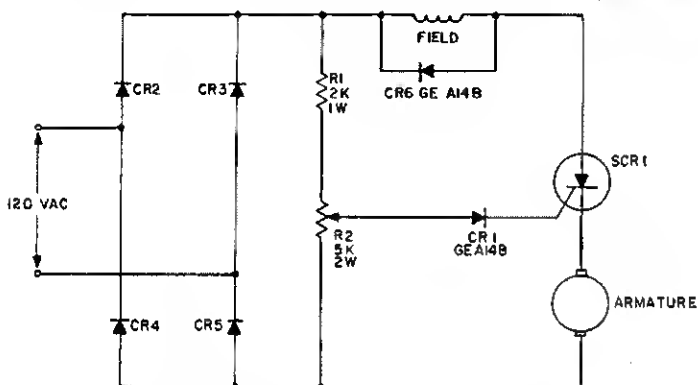 FIELD
CR2
CR3
R1
2K
1W
CR6 GE A14B
SCR1
120 VAC
R2
5K
2W
CR1
GE A14B
ARMATURE
CR4
CR5